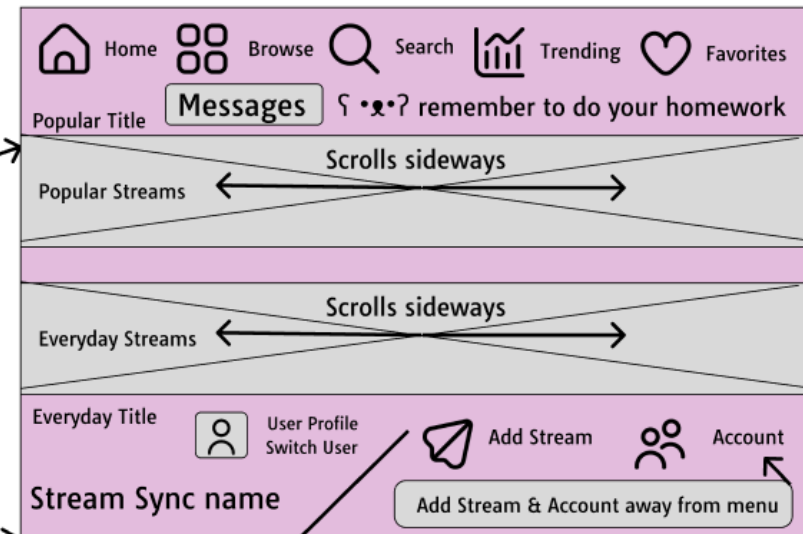 Home Browse Search Trending Favorites
Popular Title Messages ʕ •ᴥ•ʔ remember to do your homework
Scrolls sideways
Popular Streams
Scrolls sideways
Everyday Streams
Everyday Title
User Profile
Switch User
Add Stream
Account
Stream Sync name
Add Stream & Account away from menu